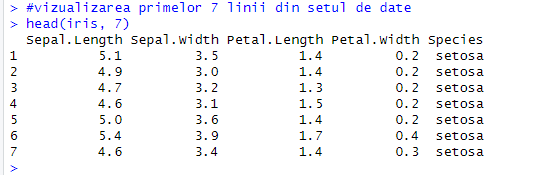 > #vizualizarea primelor 7 linii din setul de date
> head(iris, 7)
  Sepal.Length Sepal.Width Petal.Length Petal.Width Species
1          5.1         3.5          1.4         0.2  setosa
2          4.9         3.0          1.4         0.2  setosa
3          4.7         3.2          1.3         0.2  setosa
4          4.6         3.1          1.5         0.2  setosa
5          5.0         3.6          1.4         0.2  setosa
6          5.4         3.9          1.7         0.4  setosa
7          4.6         3.4          1.4         0.3  setosa
>